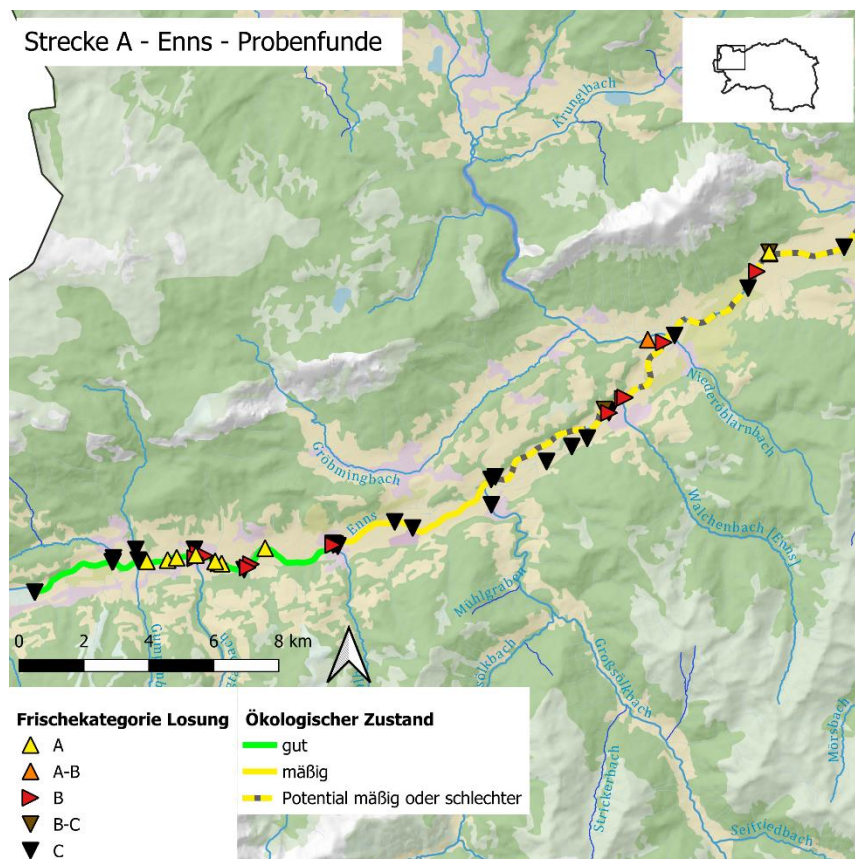 Strecke A - Enns - Probenfunde
Krunglbach
Niederöblarnbach
Gröbmingbach
Walchenbach [Enns]
Enns
Mühlgraben
0 2 4 6 8 km
Großsölkbach
Strickerbach
Mörsbach
Seifriedbach
Frischekategorie Losung
A
A-B
B
B-C
C
Ökologischer Zustand
gut
mäßig
Potential mäßig oder schlechter